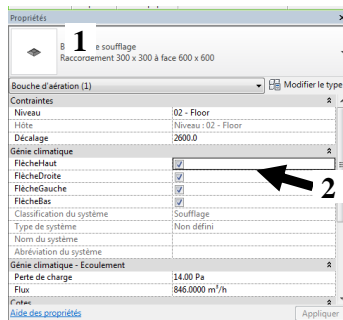 Propriétés
1
B e soufflage
Raccordement 300 x 300 à face 600 x 600
Bouche d'aération (1)
Modifier le type
Contraintes
Niveau 02 - Floor
Hôte Niveau : 02 - Floor
Décalage 2600.0
Génie climatique
FlècheHaut
FlècheDroite
FlècheGauche
2
FlècheBas
Classification du système Soufflage
Type de système Non défini
Nom du système
Abréviation du système
Génie climatique - Ecoulement
Perte de charge 14.00 Pa
Flux 846.0000 m³/h
Cotes
Aide des propriétés
Appliquer